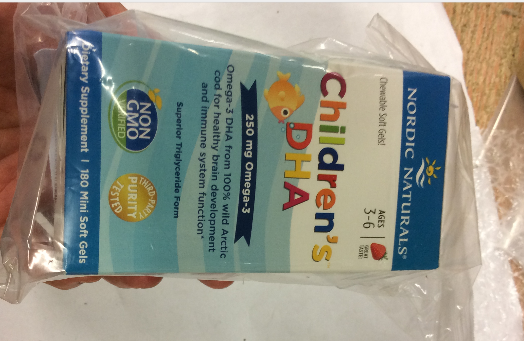 NORDIC NATURALS®
Chewable Soft Gels!
AGES
3-6
Children's
DHA
250 mg Omega-3
Omega-3 DHA from 100% wild Arctic
cod for healthy brain development
and immune system function*
Superior Triglyceride Form
NON
GMO
VERIFIED
THIRD-PARTY
PURITY
TESTED
Dietary Supplement | 180 Mini Soft Gels